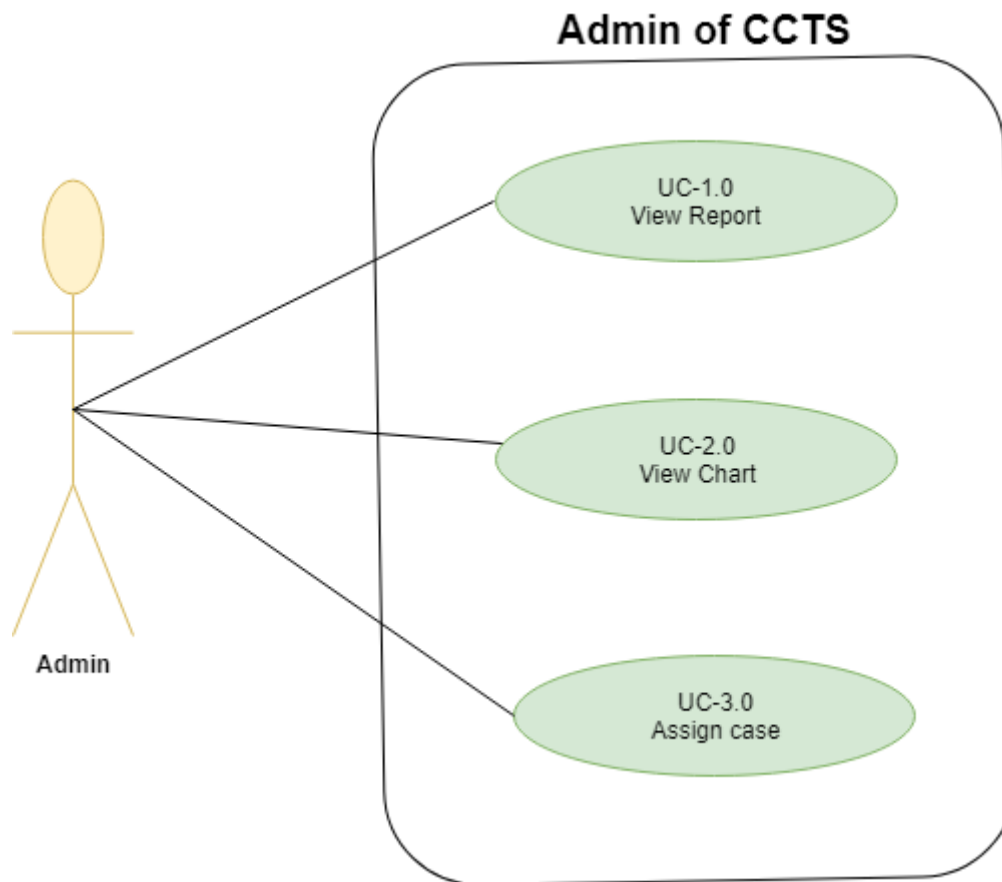 Admin of CCTS
UC-1.0
View Report
UC-2.0
View Chart
UC-3.0
Assign case
Admin